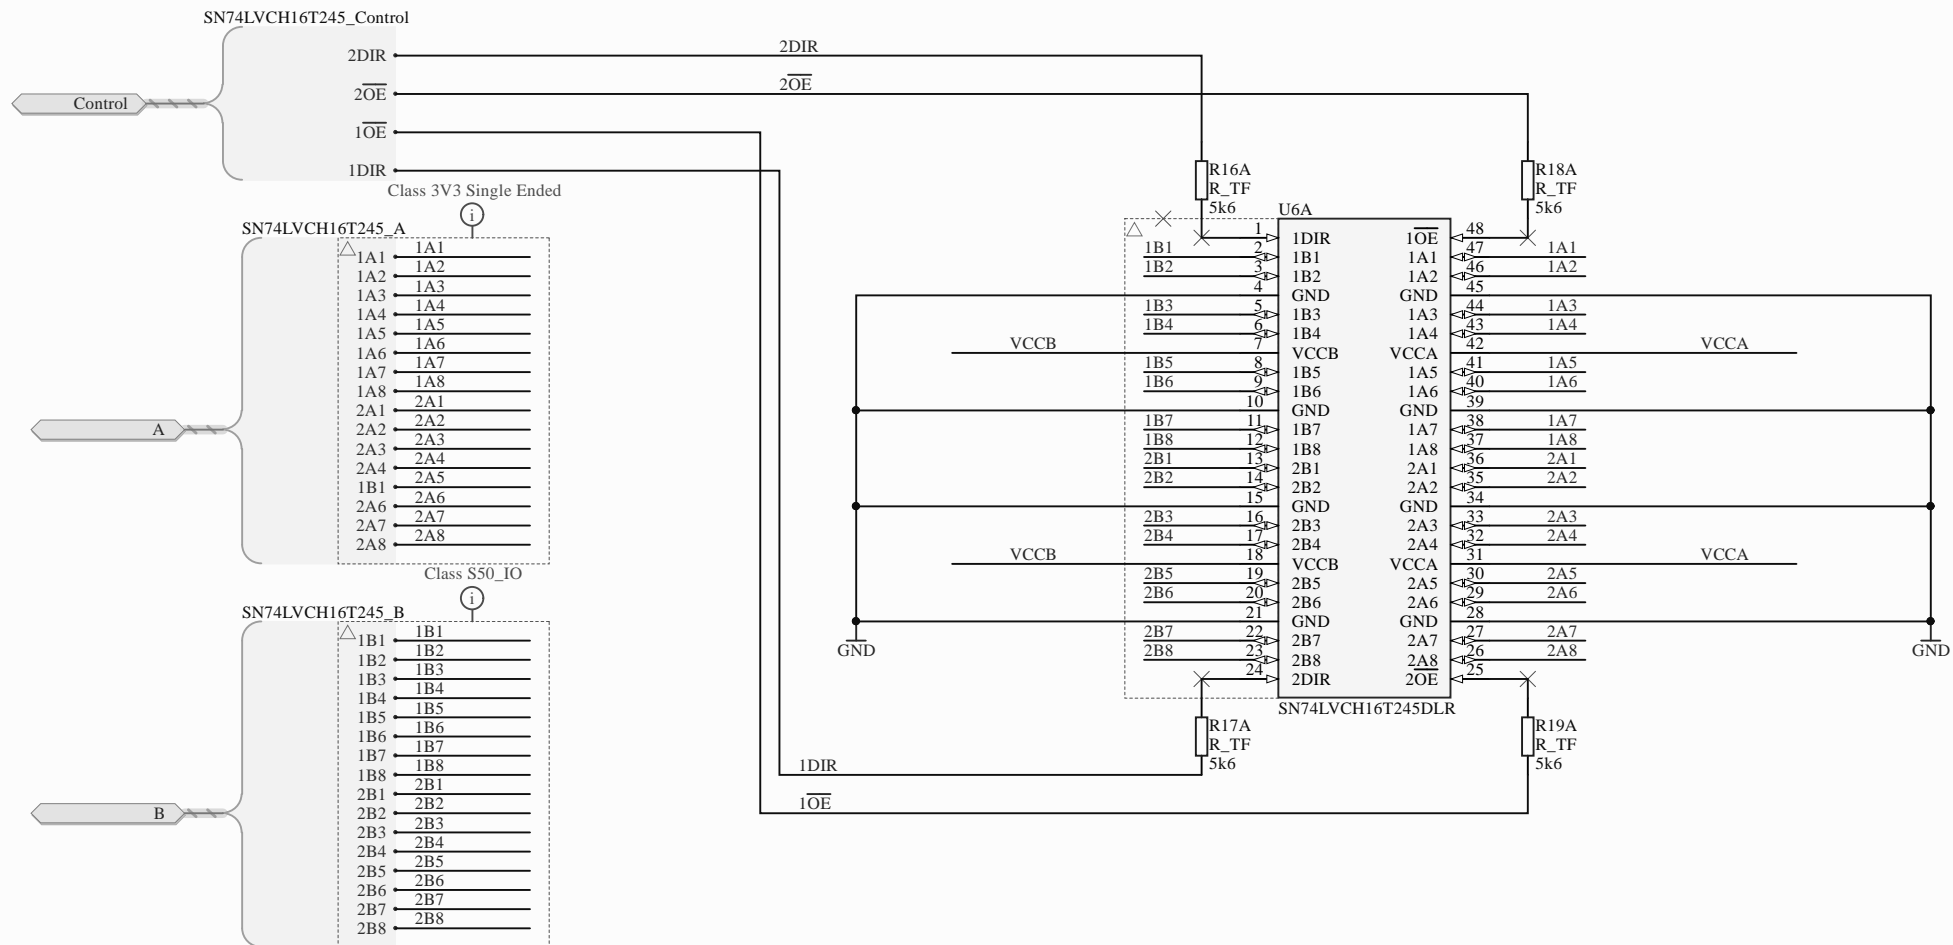 SN74LVCH16T245_Control
2DIR
2O̅E̅
1O̅E̅
1DIR
Control
2DIR
2O̅E̅
Class 3V3 Single Ended
i
SN74LVCH16T245_A
1A1 1A1
1A2 1A2
1A3 1A3
1A4 1A4
1A5 1A5
1A6 1A6
1A7 1A7
1A8 1A8
2A1 2A1
2A2 2A2
2A3 2A3
2A4 2A4
1B1 2A5
2A6 2A6
2A7 2A7
2A8 2A8
A
Class S50_IO
i
SN74LVCH16T245_B
1B1 1B1
1B2 1B2
1B3 1B3
1B4 1B4
1B5 1B5
1B6 1B6
1B7 1B7
1B8 1B8
2B1 2B1
2B2 2B2
2B3 2B3
2B4 2B4
2B5 2B5
2B6 2B6
2B7 2B7
2B8 2B8
B
R16A
R_TF
5k6
R18A
R_TF
5k6
U6A
1 1DIR 1O̅E̅ 48
1B1 2 1B1 1A1 47 1A1
1B2 3 1B2 1A2 46 1A2
4 GND GND 45
1B3 5 1B3 1A3 44 1A3
1B4 6 1B4 1A4 43 1A4
VCCB 7 VCCB VCCA 42 VCCA
1B5 8 1B5 1A5 41 1A5
1B6 9 1B6 1A6 40 1A6
10 GND GND 39
1B7 11 1B7 1A7 38 1A7
1B8 12 1B8 1A8 37 1A8
2B1 13 2B1 2A1 36 2A1
2B2 14 2B2 2A2 35 2A2
15 GND GND 34
2B3 16 2B3 2A3 33 2A3
2B4 17 2B4 2A4 32 2A4
VCCB 18 VCCB VCCA 31 VCCA
2B5 19 2B5 2A5 30 2A5
2B6 20 2B6 2A6 29 2A6
21 GND GND 28
2B7 22 2B7 2A7 27 2A7
2B8 23 2B8 2A8 26 2A8
24 2DIR 2O̅E̅ 25
GND
GND
SN74LVCH16T245DLR
R17A
R_TF
5k6
R19A
R_TF
5k6
1DIR
1O̅E̅